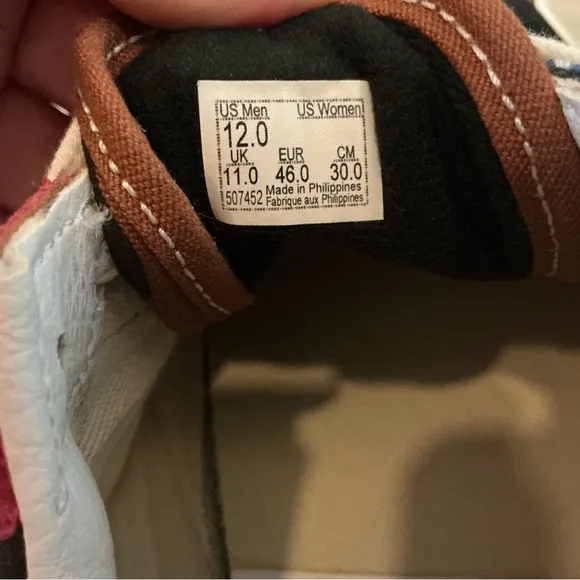 US Men US Women
12.0
UK EUR CM
11.0 46.0 30.0
507452 Made in Philippines
Fabrique aux Philippines